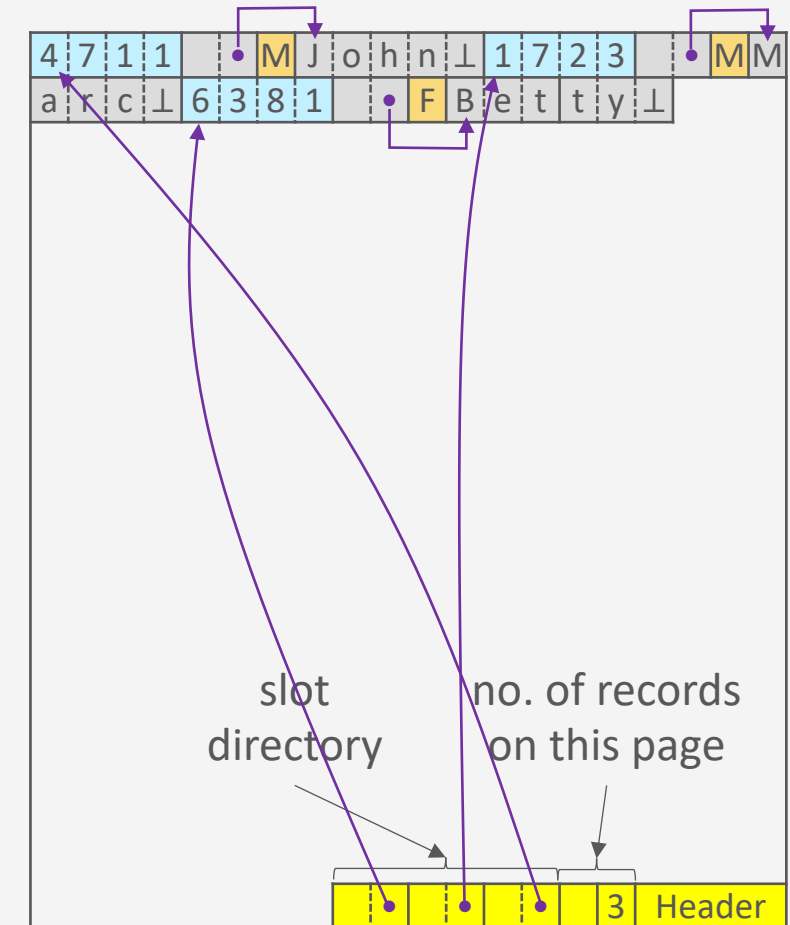 4711 MJohn⊥1723 MM
arc⊥6381 FBetty⊥
slot
directory
no. of records
on this page
3 Header